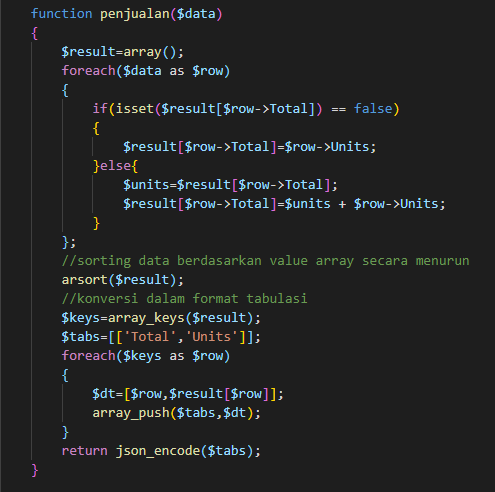 function penjualan($data)
{
    $result=array();
    foreach($data as $row)
    {
        if(isset($result[$row->Total]) == false)
        {
            $result[$row->Total]=$row->Units;
        }else{
            $units=$result[$row->Total];
            $result[$row->Total]=$units + $row->Units;
        }
    };
    //sorting data berdasarkan value array secara menurun
    arsort($result);
    //konversi dalam format tabulasi
    $keys=array_keys($result);
    $tabs=[['Total','Units']];
    foreach($keys as $row)
    {
        $dt=[$row,$result[$row]];
        array_push($tabs,$dt);
    }
    return json_encode($tabs);
}